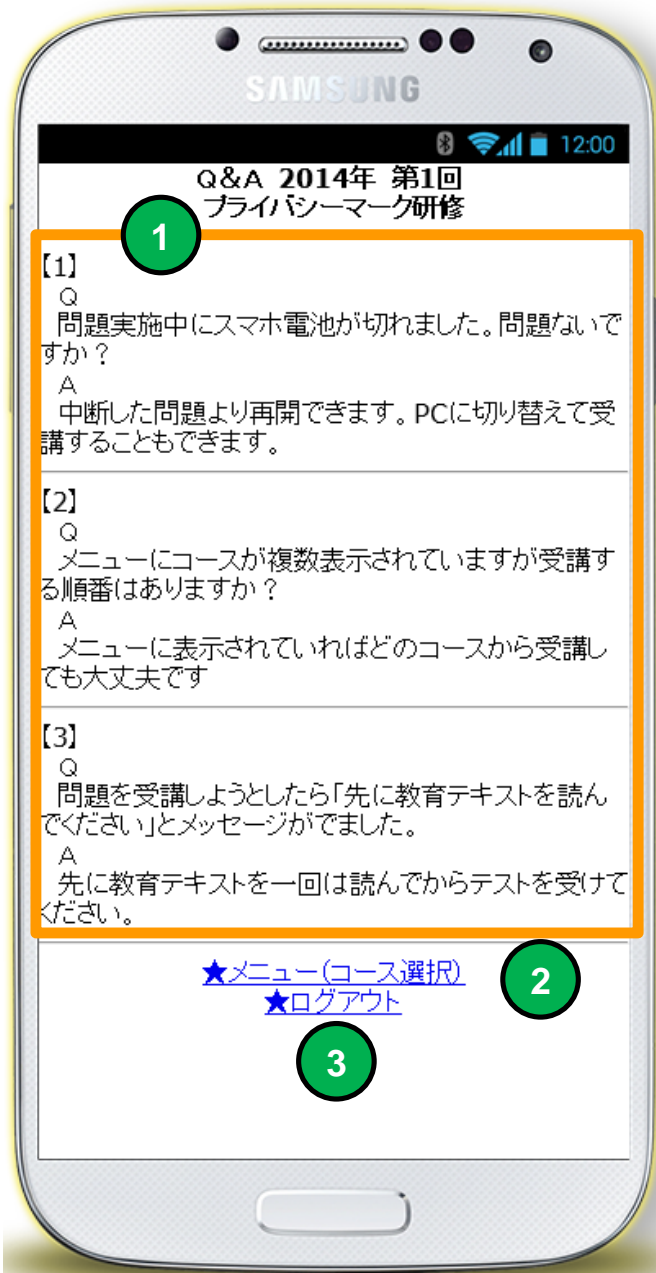 SAMSUNG
12:00
Q&A 2014年 第1回
プライバシーマーク研修
1
【1】
Q
問題実施中にスマホ電池が切れました。問題ないで
すか？
A
中断した問題より再開できます。PCに切り替えて受
講することもできます。
【2】
Q
メニューにコースが複数表示されていますが受講す
る順番はありますか？
A
メニューに表示されていればどのコースから受講し
ても大丈夫です
【3】
Q
問題を受講しようとしたら「先に教育テキストを読ん
でください」とメッセージがでました。
A
先に教育テキストを一回は読んでからテストを受けて
ください。
★メニュー(コース選択)
2
★ログアウト
3